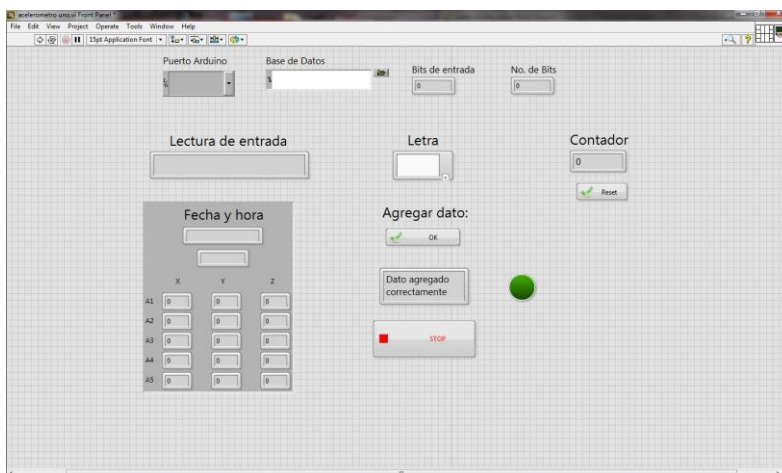 acelerometro uno.vi Front Panel *
File Edit View Project Operate Tools Window Help
15pt Application Font
Puerto Arduino
Base de Datos
Bits de entrada
No. de Bits
0
0
Lectura de entrada
Letra
Contador
0
Reset
Fecha y hora
Agregar dato:
OK
X Y Z
Dato agregado
correctamente
A1 0 0 0
A2 0 0 0
A3 0 0 0
A4 0 0 0
A5 0 0 0
STOP